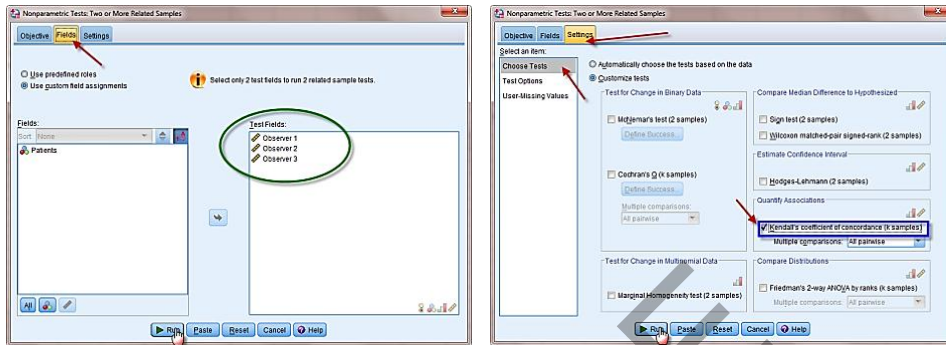 Nonparametric Tests: Two or More Related Samples
Objective Fields Settings
Use predefined roles
Use custom field assignments
Select only 2 test fields to run 2 related sample tests.
Fields:
Sort: None
Patients
Test Fields:
Observer 1
Observer 2
Observer 3
All
Run Paste Reset Cancel Help
Nonparametric Tests: Two or More Related Samples
Objective Fields Settings
Select an item:
Choose Tests
Test Options
User-Missing Values
Automatically choose the tests based on the data
Customize tests
Test for Change in Binary Data
McNemar's test (2 samples)
Define Success...
Cochran's Q (k samples)
Define Success...
Multiple comparisons:
All pairwise
Test for Change in Multinomial Data
Marginal Homogeneity test (2 samples)
Compare Median Difference to Hypothesized
Sign test (2 samples)
Wilcoxon matched-pair signed-rank (2 samples)
Estimate Confidence Interval
Hodges-Lehmann (2 samples)
Quantify Associations
Kendall's coefficient of concordance (k samples)
Multiple comparisons: All pairwise
Compare Distributions
Friedman's 2-way ANOVA by ranks (k samples)
Multiple comparisons: All pairwise
Run Paste Reset Cancel Help